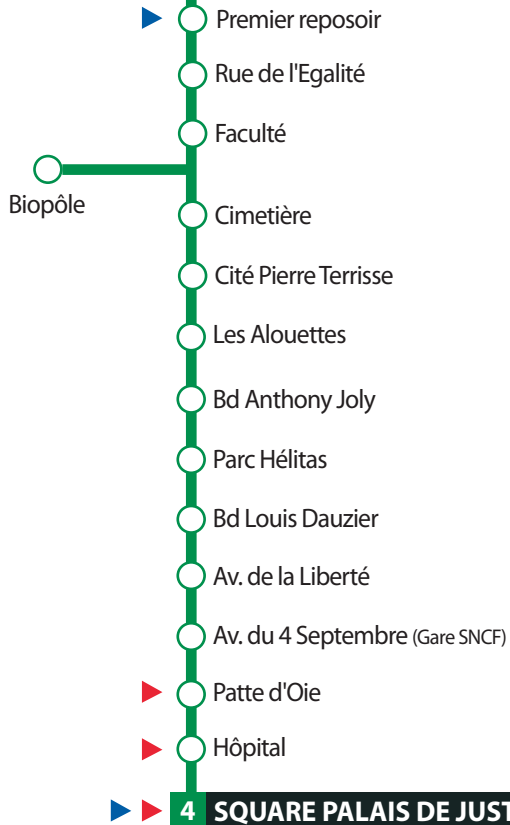 Premier reposoir
Rue de l'Egalité
Faculté
Biopôle
Cimetière
Cité Pierre Terrisse
Les Alouettes
Bd Anthony Joly
Parc Hélitas
Bd Louis Dauzier
Av. de la Liberté
Av. du 4 Septembre (Gare SNCF)
Patte d'Oie
Hôpital
4 SQUARE PALAIS DE JUST